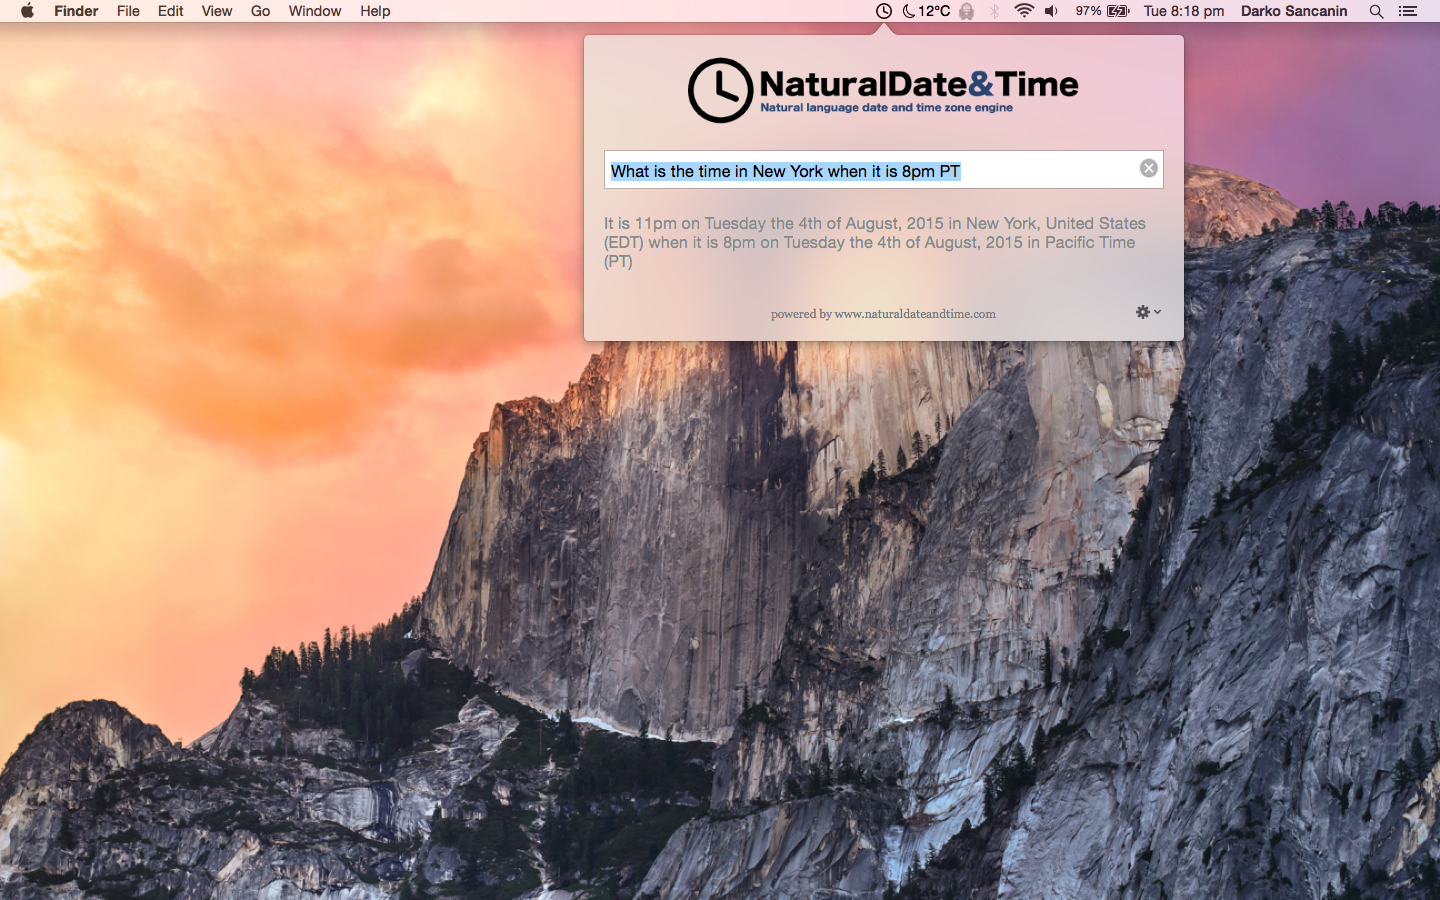 Finder File Edit View Go Window Help 12°C 97% Tue 8:18 pm Darko Sancanin
NaturalDate&Time
Natural language date and time zone engine
What is the time in New York when it is 8pm PT
It is 11pm on Tuesday the 4th of August, 2015 in New York, United States
(EDT) when it is 8pm on Tuesday the 4th of August, 2015 in Pacific Time
(PT)
powered by www.naturaldateandtime.com